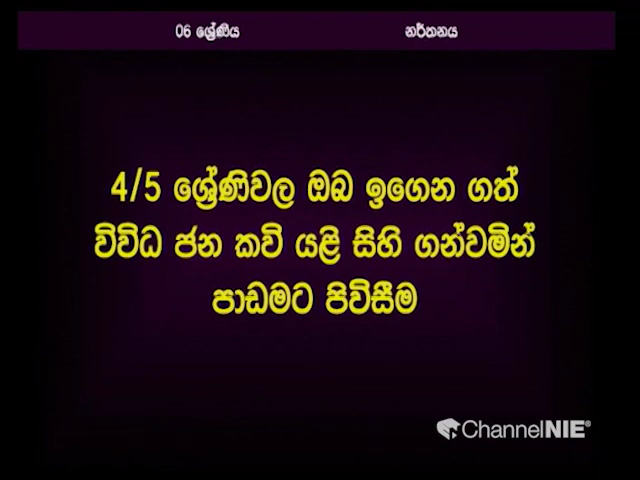 06 ශ්‍රේණිය නර්තනය
4/5 ශ්‍රේණිවල ඔබ ඉගෙන ගත්
විවිධ ජන කවි යළි සිහි ගන්වමින්
පාඩමට පිවිසීම
ChannelNIE®